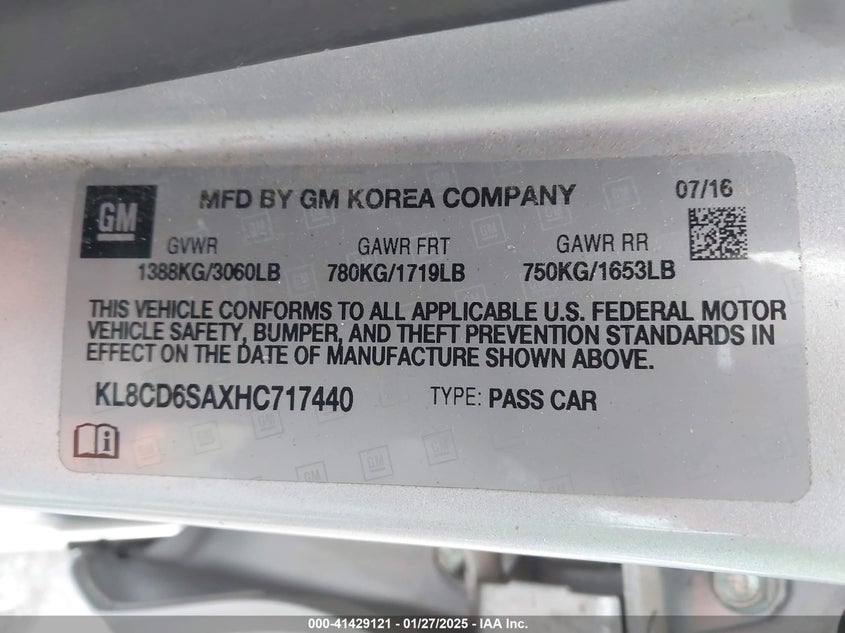 GM
MFD BY GM KOREA COMPANY
07/16
GVWR GAWR FRT GAWR RR
1388KG/3060LB 780KG/1719LB 750KG/1653LB
THIS VEHICLE CONFORMS TO ALL APPLICABLE U.S. FEDERAL MOTOR
VEHICLE SAFETY, BUMPER, AND THEFT PREVENTION STANDARDS IN
EFFECT ON THE DATE OF MANUFACTURE SHOWN ABOVE.
KL8CD6SAXHC717440 TYPE: PASS CAR
000-41429121 - 01/27/2025 - IAA Inc.